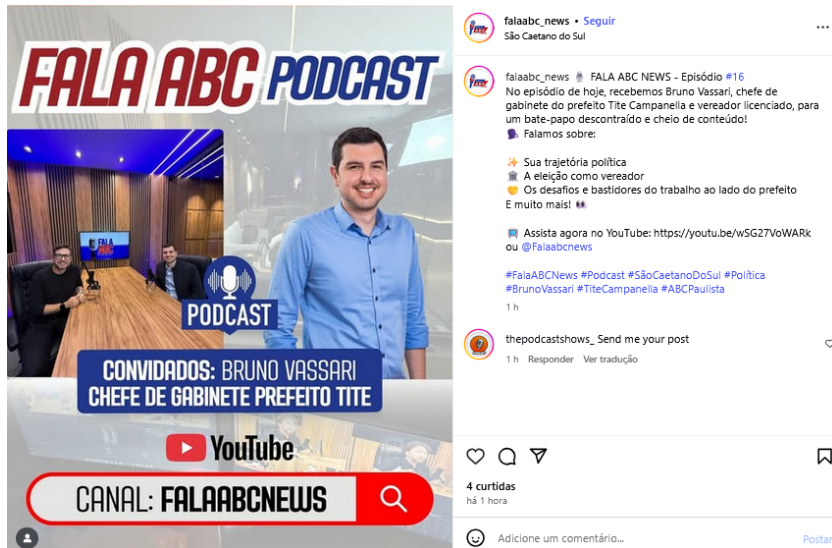 FALA ABC PODCAST
FALA
ABC
PODCAST
CONVIDADOS: BRUNO VASSARI
CHEFE DE GABINETE PREFEITO TITE
YouTube
CANAL: FALAABCNEWS
falaabc_news • Seguir
São Caetano do Sul
falaabc_news 🎙️ FALA ABC NEWS - Episódio #16
No episódio de hoje, recebemos Bruno Vassari, chefe de
gabinete do prefeito Tite Campanella e vereador licenciado, para
um bate-papo descontraído e cheio de conteúdo!
🗣️ Falamos sobre:
✨ Sua trajetória política
🏛️ A eleição como vereador
🤝 Os desafios e bastidores do trabalho ao lado do prefeito
E muito mais! 👀
📺 Assista agora no YouTube: https://youtu.be/wSG27VoWARk
ou @Falaabcnews
#FalaABCNews #Podcast #SãoCaetanoDoSul #Política
#BrunoVassari #TiteCampanella #ABCPaulista
1 h
thepodcastshows_ Send me your post
1 h Responder Ver tradução
4 curtidas
há 1 hora
Adicione um comentário...
Postar